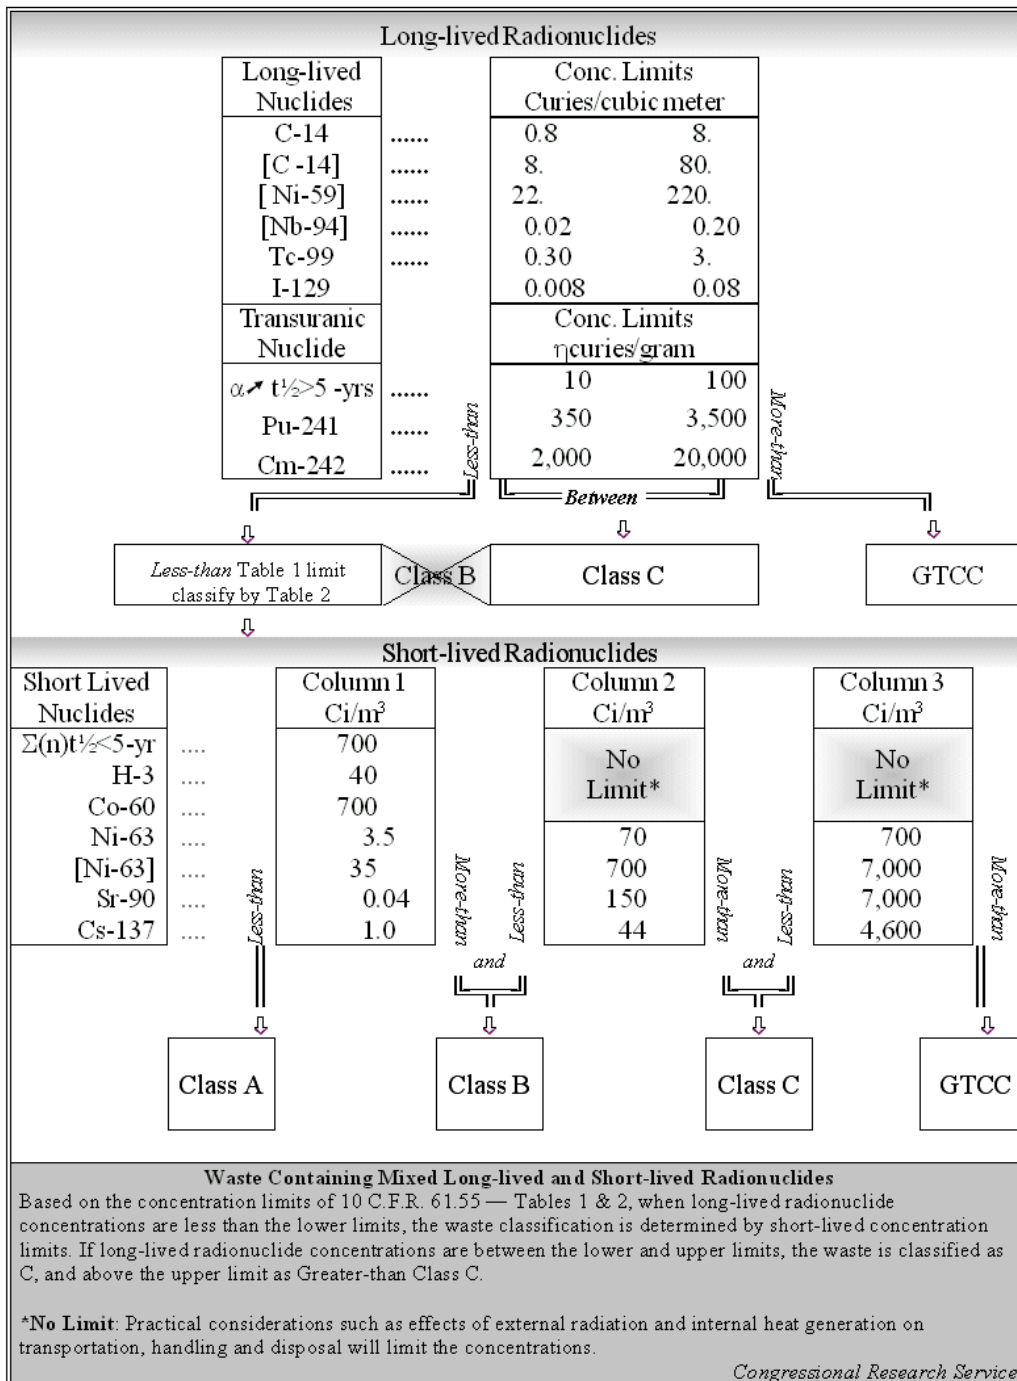 Long-lived Radionuclides
Long-lived Nuclides
Conc. Limits
Curies/cubic meter
C-14 ...... 0.8 8.
[C -14] ...... 8. 80.
[ Ni-59] ...... 22. 220.
[Nb-94] ...... 0.02 0.20
Tc-99 ...... 0.30 3.
I-129 0.008 0.08
Transuranic Nuclide
Conc. Limits
ηcuries/gram
α➚ t½>5 -yrs ...... 10 100
Pu-241 ...... 350 3,500
Cm-242 ...... 2,000 20,000
Less-than
More-than
Between
Less-than Table 1 limit
classify by Table 2
Class B
Class C
GTCC
Short-lived Radionuclides
Short Lived Nuclides
Column 1
Ci/m³
Column 2
Ci/m³
Column 3
Ci/m³
Σ(n)t½<5-yr .... 700
H-3 .... 40
Co-60 .... 700
No Limit*
No Limit*
Ni-63 .... 3.5 70 700
[Ni-63] .... 35 700 7,000
Sr-90 .... 0.04 150 7,000
Cs-137 .... 1.0 44 4,600
Less-than
More-than
and
Less-than
More-than
and
Less-than
More-than
Class A
Class B
Class C
GTCC
Waste Containing Mixed Long-lived and Short-lived Radionuclides
Based on the concentration limits of 10 C.F.R. 61.55 — Tables 1 & 2, when long-lived radionuclide
concentrations are less than the lower limits, the waste classification is determined by short-lived concentration
limits. If long-lived radionuclide concentrations are between the lower and upper limits, the waste is classified as
C, and above the upper limit as Greater-than Class C.
*No Limit: Practical considerations such as effects of external radiation and internal heat generation on
transportation, handling and disposal will limit the concentrations.
Congressional Research Service